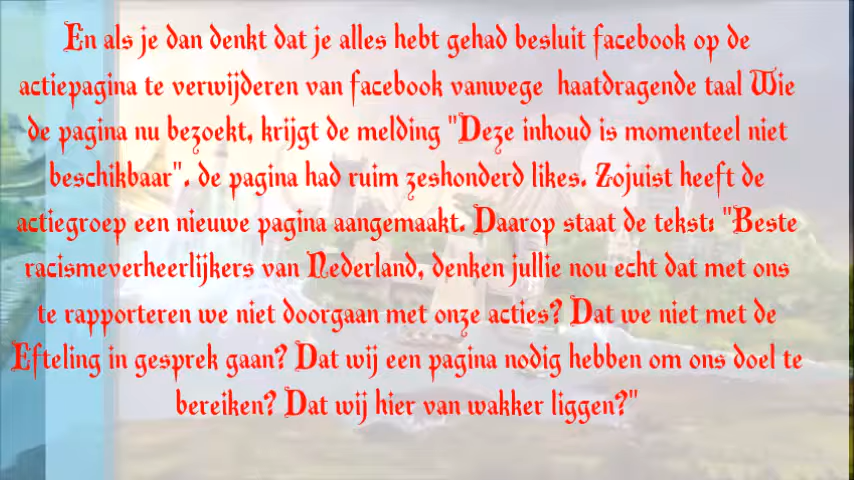 En als je dan denkt dat je alles hebt gehad besluit facebook op de
actiepagina te verwijderen van facebook vanwege haatdragende taal Wie
de pagina nu bezoekt, krijgt de melding "Deze inhoud is momenteel niet
beschikbaar". de pagina had ruim zeshonderd likes. Zojuist heeft de
actiegroep een nieuwe pagina aangemaakt. Daarop staat de tekst: "Beste
racismeverheerlijkers van Nederland, denken jullie nou echt dat met ons
te rapporteren we niet doorgaan met onze acties? Dat we niet met de
Efteling in gesprek gaan? Dat wij een pagina nodig hebben om ons doel te
bereiken? Dat wij hier van wakker liggen?"